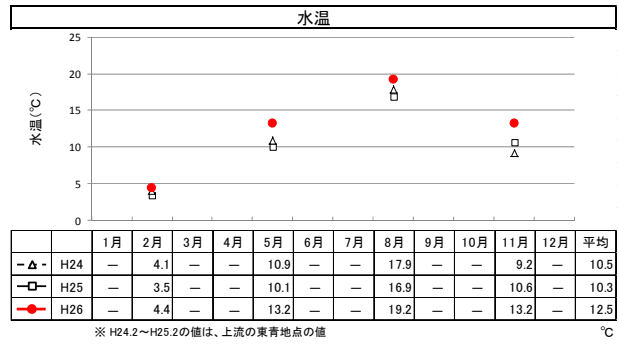 水温
25
20
15
10
5
0
水温(℃)
1月 2月 3月 4月 5月 6月 7月 8月 9月 10月 11月 12月 平均
H24 — 4.1 — — 10.9 — — 17.9 — — 9.2 — 10.5
H25 — 3.5 — — 10.1 — — 16.9 — — 10.6 — 10.3
H26 — 4.4 — — 13.2 — — 19.2 — — 13.2 — 12.5
※ H24.2～H25.2の値は、上流の東青地点の値 ℃